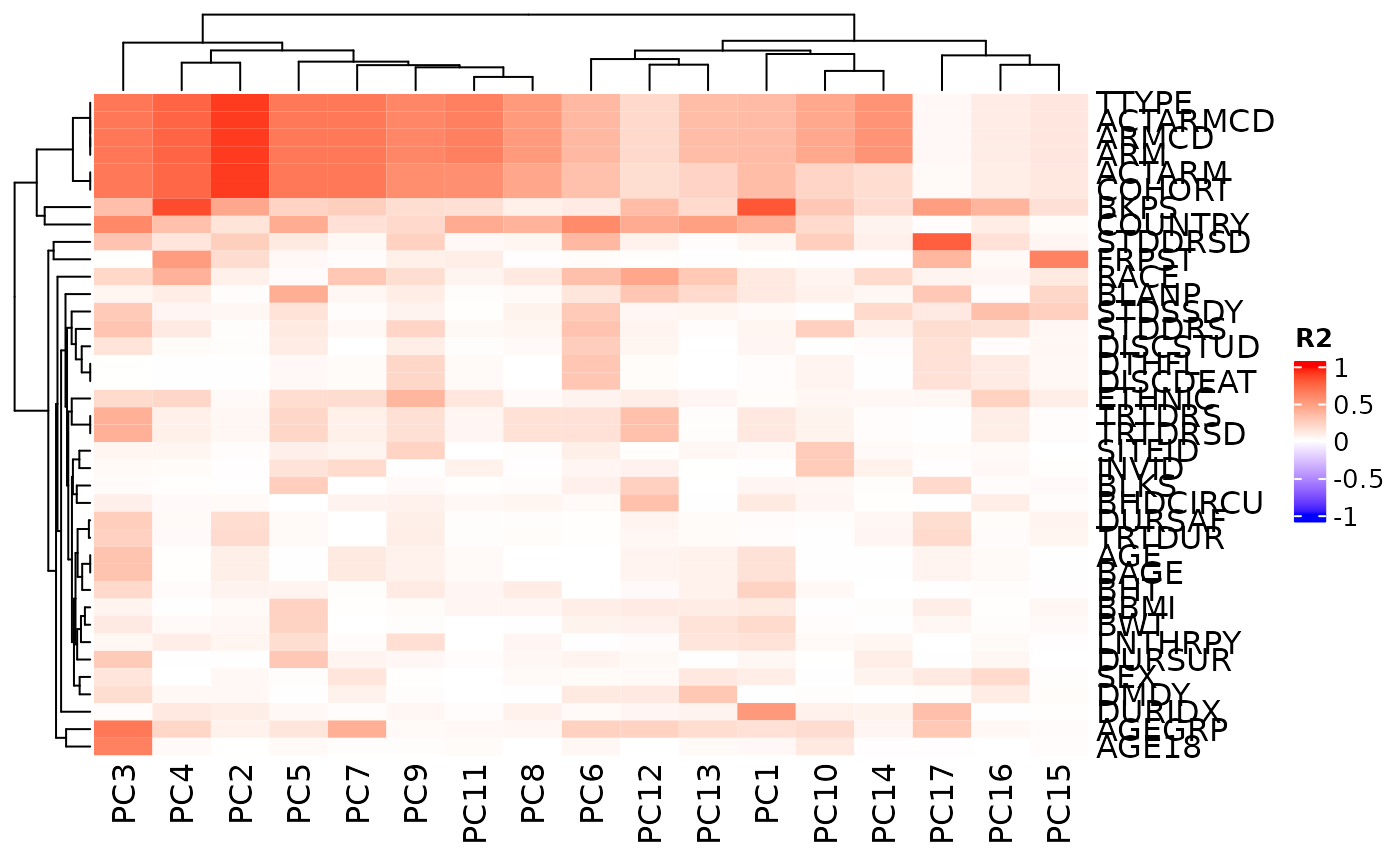 TTYPE
ACTARMCD
ARMCD
ARM
ACTARM
COHORT
BKPS
COUNTRY
STDDRSD
ERPST
RACE
BLANP
STDSSDY
STDDRS
DISCSTUD
DTHFL
DISCDEAT
ETHNIC
TRTDRS
TRTDRSD
SITEID
INVID
BLKS
BHDCIRCU
DURSAF
TRTDUR
AGE
BAGE
BHT
BBMI
BWT
LNTHRPY
DURSUR
SEX
DMDY
DURIDX
AGEGRP
AGE18
PC3 PC4 PC2 PC5 PC7 PC9 PC11 PC8 PC6 PC12 PC13 PC1 PC10 PC14 PC17 PC16 PC15
R2
1
0.5
0
-0.5
-1